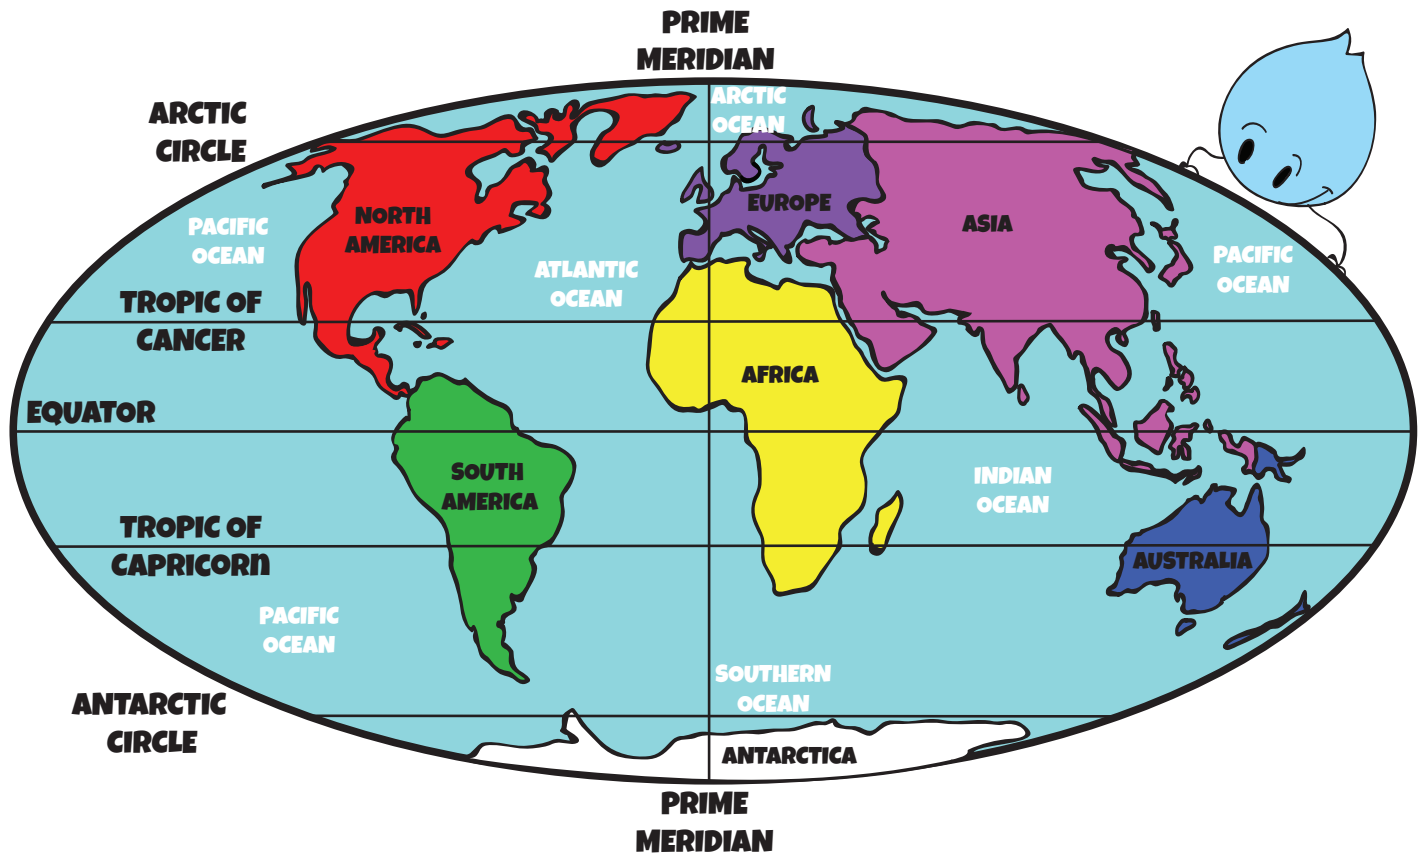 PRIME
MERIDIAN
ARCTIC
CIRCLE
ARCTIC
OCEAN
NORTH
AMERICA
EUROPE
ASIA
PACIFIC
OCEAN
ATLANTIC
OCEAN
PACIFIC
OCEAN
TROPIC OF
CANCER
AFRICA
EQUATOR
SOUTH
AMERICA
INDIAN
OCEAN
TROPIC OF
CAPRICORn
AUSTRALIA
PACIFIC
OCEAN
SOUTHERN
OCEAN
ANTARCTIC
CIRCLE
ANTARCTICA
PRIME
MERIDIAN